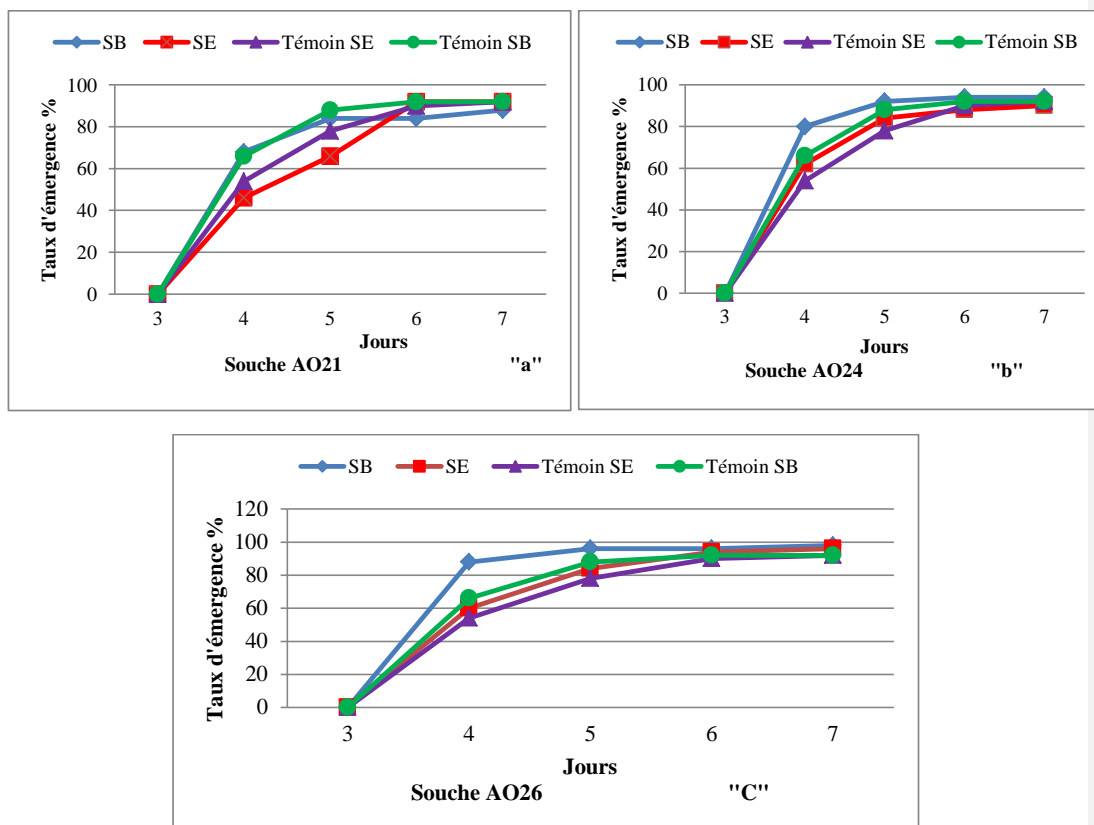 SB SE Témoin SE Témoin SB
Taux d'émergence %
100
80
60
40
20
0
3 4 5 6 7
Jours
Souche AO21 "a"
SB SE Témoin SE Témoin SB
Taux d'émergence %
100
80
60
40
20
0
3 4 5 6 7
Jours
Souche AO24 "b"
SB SE Témoin SE Témoin SB
Taux d'émergence %
120
100
80
60
40
20
0
3 4 5 6 7
Jours
Souche AO26 "C"